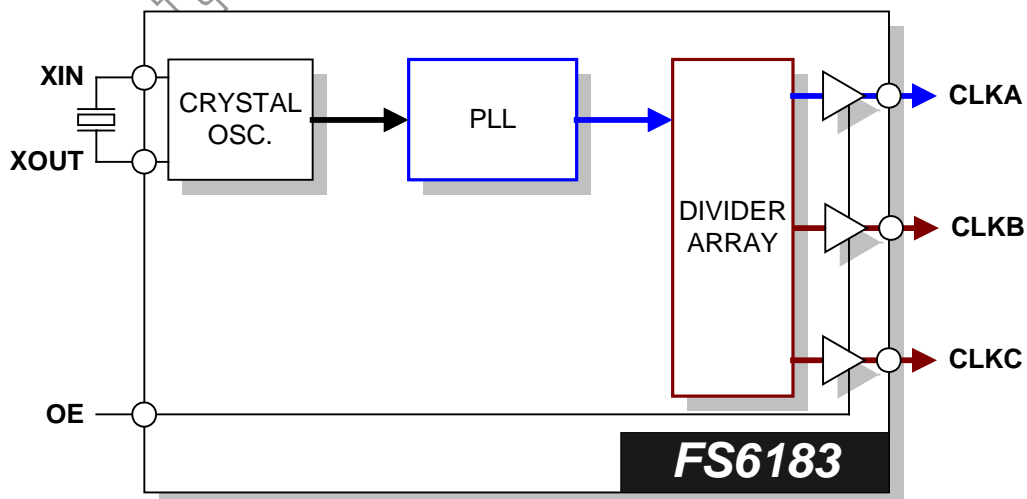 XIN
XOUT
CRYSTAL
OSC.
PLL
DIVIDER
ARRAY
CLKA
CLKB
CLKC
OE
FS6183